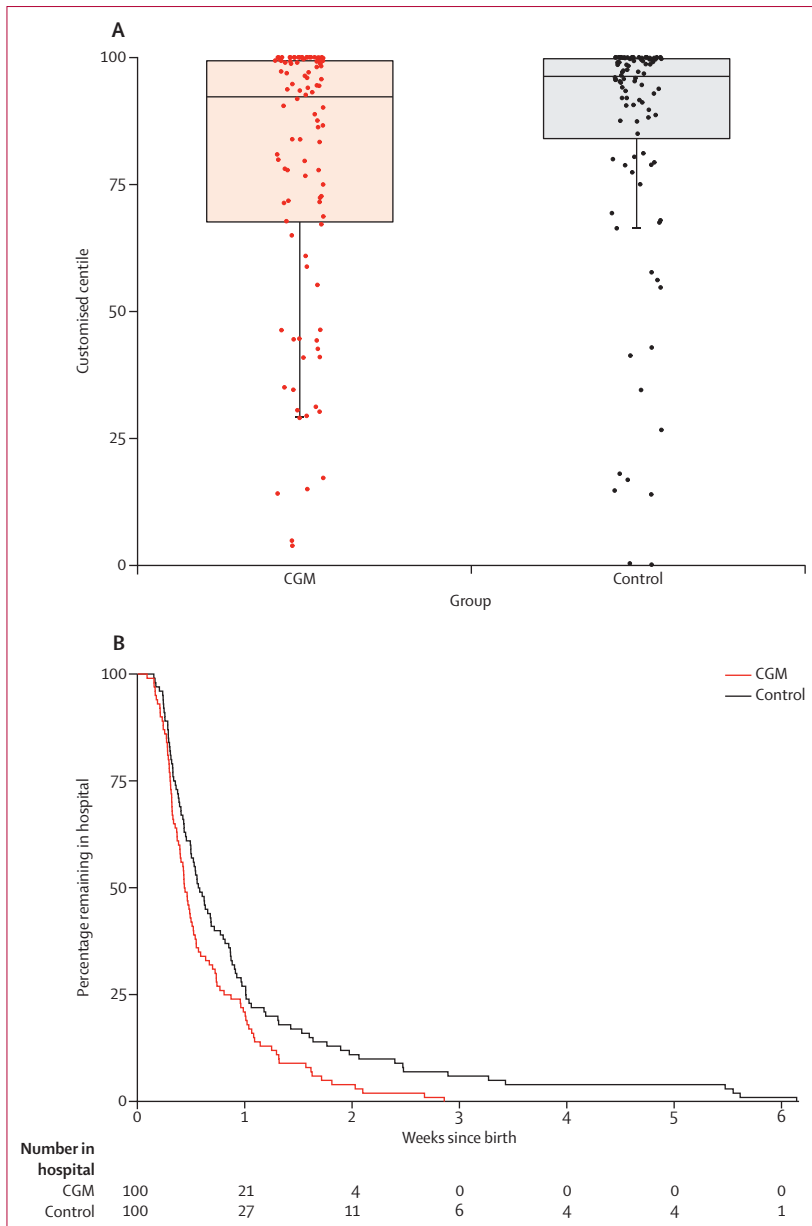 A
100
75
50
25
0
Customised centile
CGM Control
Group
B
100
75
50
25
0
Percentage remaining in hospital
CGM
Control
0 1 2 3 4 5 6
Weeks since birth
Number in
hospital
CGM 100 21 4 0 0 0 0
Control 100 27 11 6 4 4 1